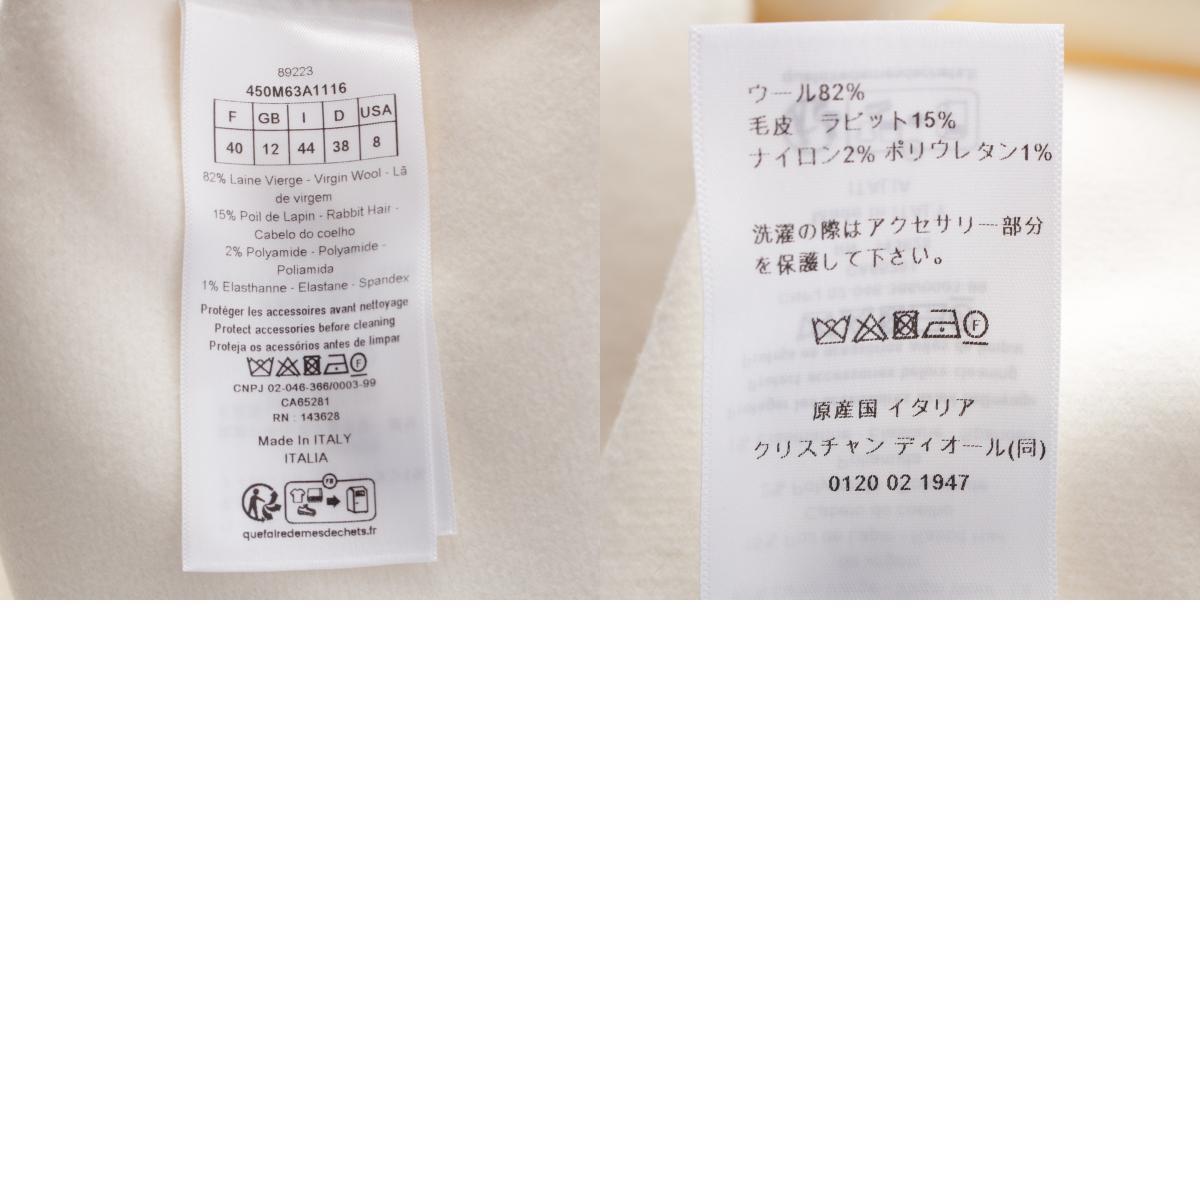 89223
450M63A1116
F GB I D USA
40 12 44 38 8
82% Laine Vierge - Virgin Wool - Lã
de virgem
15% Poil de Lapin - Rabbit Hair -
Cabelo do coelho
2% Polyamide - Polyamide -
Poliamida
1% Elasthanne - Elastane - Spandex
Protéger les accessoires avant nettoyage
Protect accessories before cleaning
Proteja os acessórios antes de limpar
F
CNPJ 02-046-366/0003-99
CA65281
RN : 143628
Made In ITALY
ITALIA
FR
quefairedemesdechets.fr
ウール82%
毛皮 ラビット15%
ナイロン2% ポリウレタン1%
洗濯の際はアクセサリー部分
を保護して下さい。
F
原産国 イタリア
クリスチャン ディオール(同)
0120 02 1947